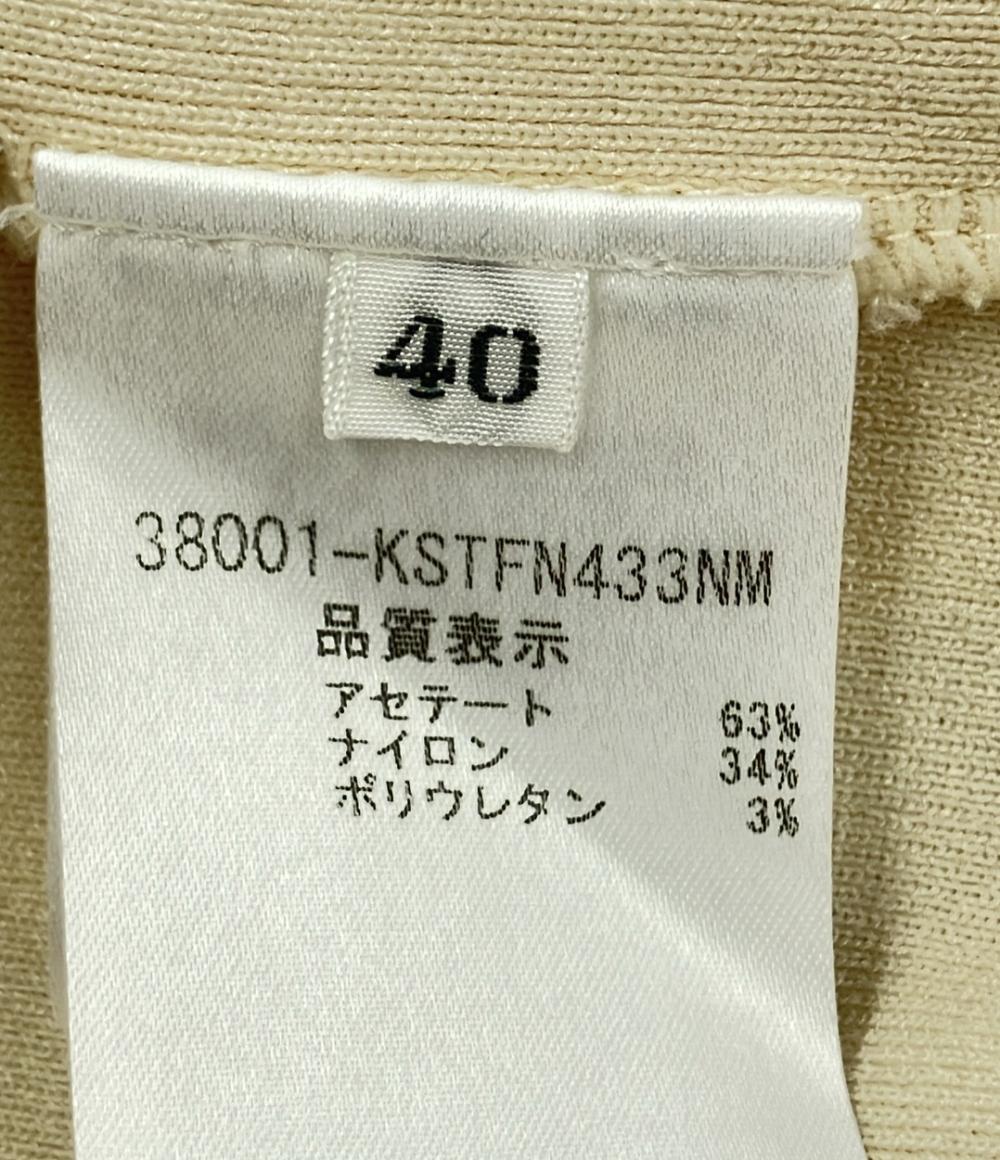 40
38001-KSTFN433NM
品質表示
アセテート 63%
ナイロン 34%
ポリウレタン 3%